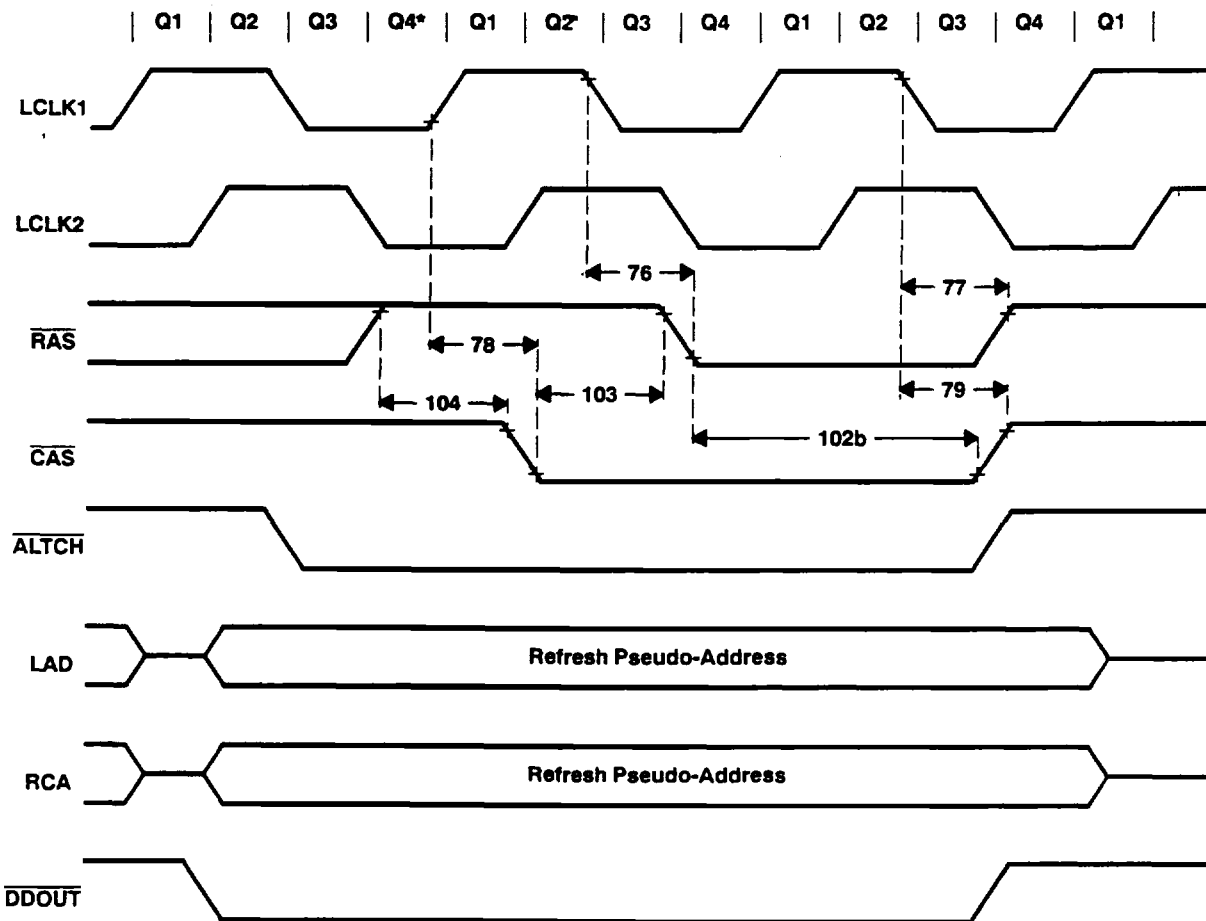 Q1 Q2 Q3 Q4* Q1 Q2* Q3 Q4 Q1 Q2 Q3 Q4 Q1
LCLK1
LCLK2
76
77
RAS
78
103
79
104
102b
CAS
ALTCH
LAD
Refresh Pseudo-Address
RCA
Refresh Pseudo-Address
DDOUT